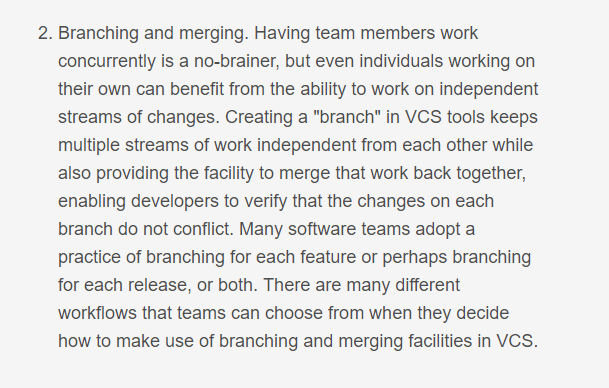 2. Branching and merging. Having team members work
concurrently is a no-brainer, but even individuals working on
their own can benefit from the ability to work on independent
streams of changes. Creating a "branch" in VCS tools keeps
multiple streams of work independent from each other while
also providing the facility to merge that work back together,
enabling developers to verify that the changes on each
branch do not conflict. Many software teams adopt a
practice of branching for each feature or perhaps branching
for each release, or both. There are many different
workflows that teams can choose from when they decide
how to make use of branching and merging facilities in VCS.